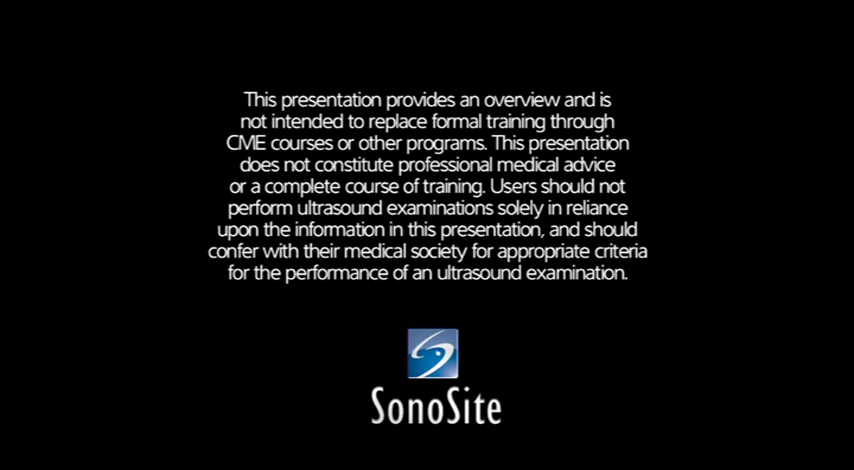 This presentation provides an overview and is
not intended to replace formal training through
CME courses or other programs. This presentation
does not constitute professional medical advice
or a complete course of training. Users should not
perform ultrasound examinations solely in reliance
upon the information in this presentation, and should
confer with their medical society for appropriate criteria
for the performance of an ultrasound examination.
SonoSite